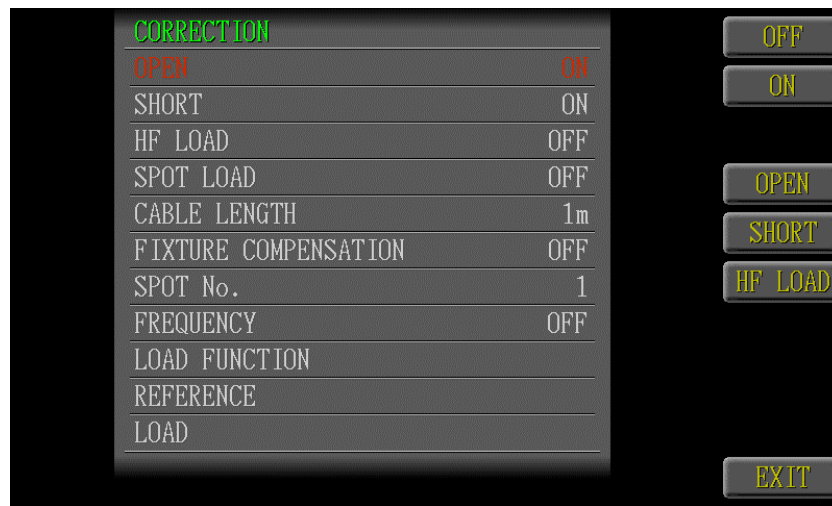 CORRECTION
OPEN ON
SHORT ON
HF LOAD OFF
SPOT LOAD OFF
CABLE LENGTH 1m
FIXTURE COMPENSATION OFF
SPOT No. 1
FREQUENCY OFF
LOAD FUNCTION
REFERENCE
LOAD
OFF
ON
OPEN
SHORT
HF LOAD
EXIT